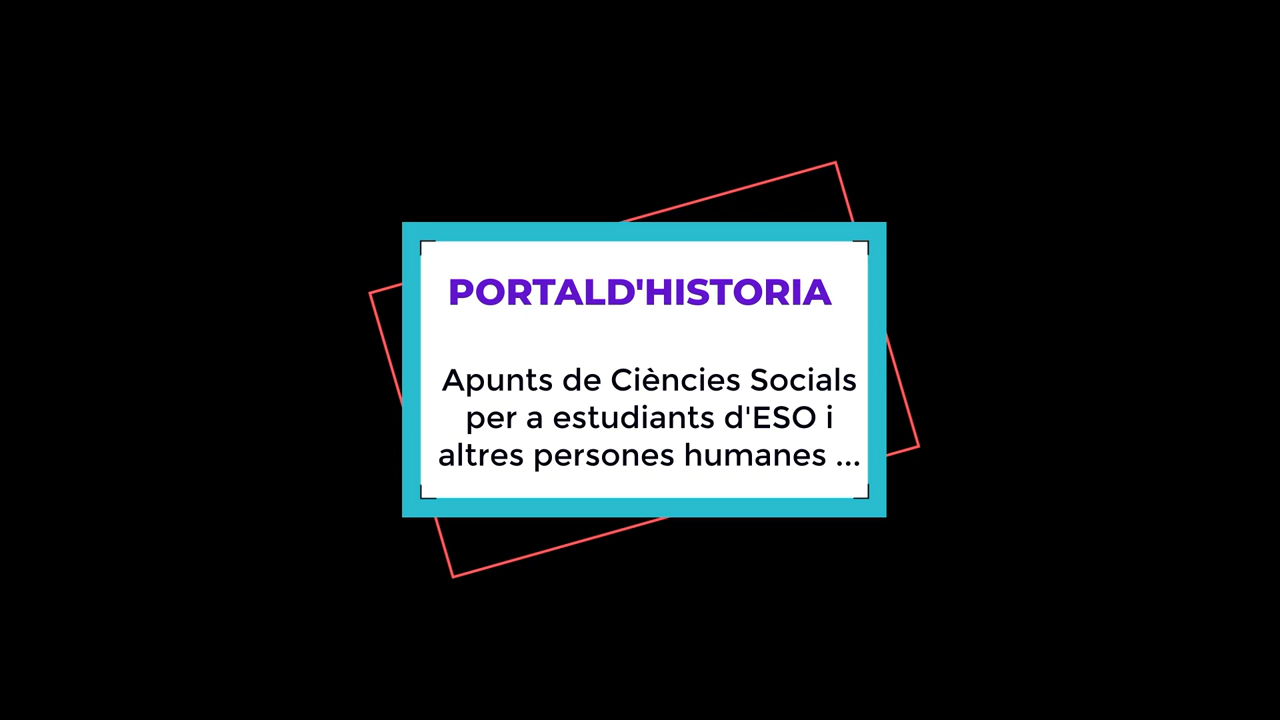 PORTALD'HISTORIA
Apunts de Ciències Socials
per a estudiants d'ESO i
altres persones humanes ...